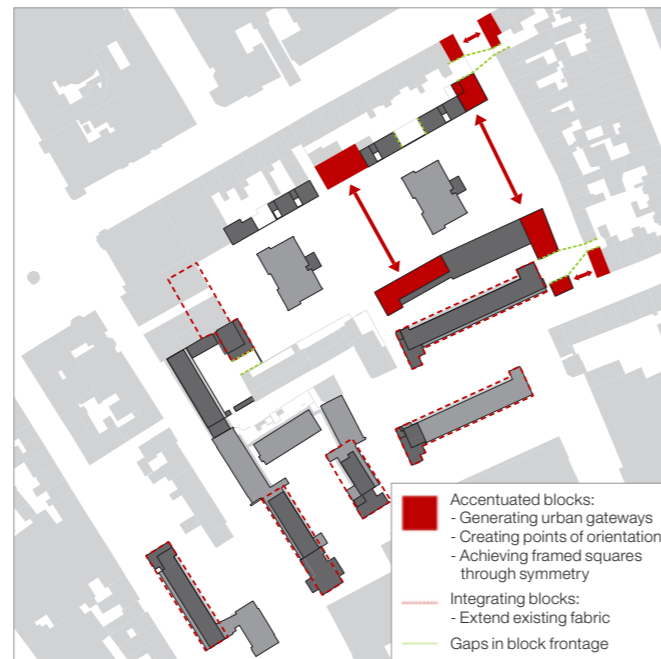 Accentuated blocks:
- Generating urban gateways
- Creating points of orientation
- Achieving framed squares
through symmetry
Integrating blocks:
- Extend existing fabric
Gaps in block frontage